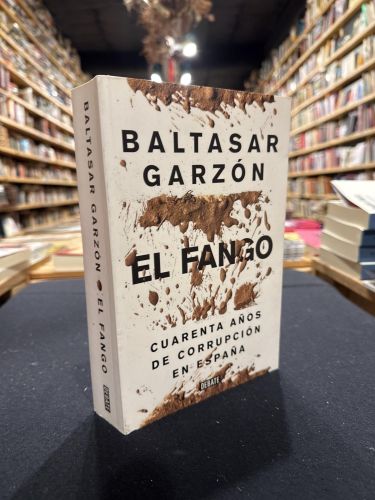 BALTASAR
GARZÓN
EL FANGO
CUARENTA AÑOS
DE CORRUPCIÓN
EN ESPAÑA
DEBATE
BALTASAR GARZÓN EL FANGO
DEBATE